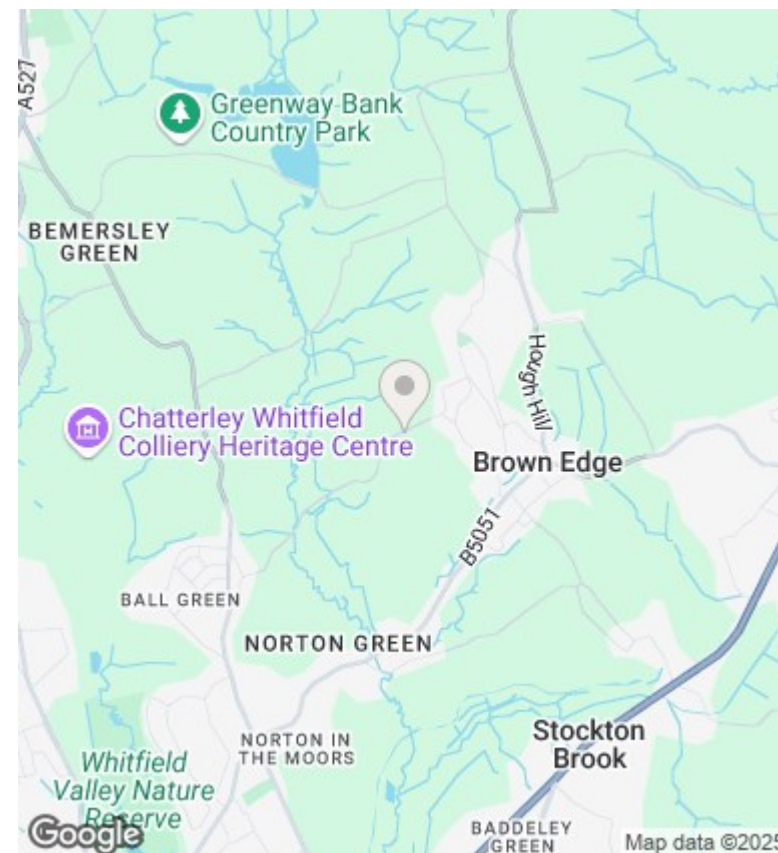 A527
Greenway Bank
Country Park
BEMERSLEY
GREEN
Hough Hill
Chatterley Whitfield
Colliery Heritage Centre
Brown Edge
B5051
BALL GREEN
NORTON GREEN
NORTON IN
THE MOORS
Stockton
Brook
Whitfield
Valley Nature
Reserve
BADDELEY
GREEN
Google
Map data ©2025